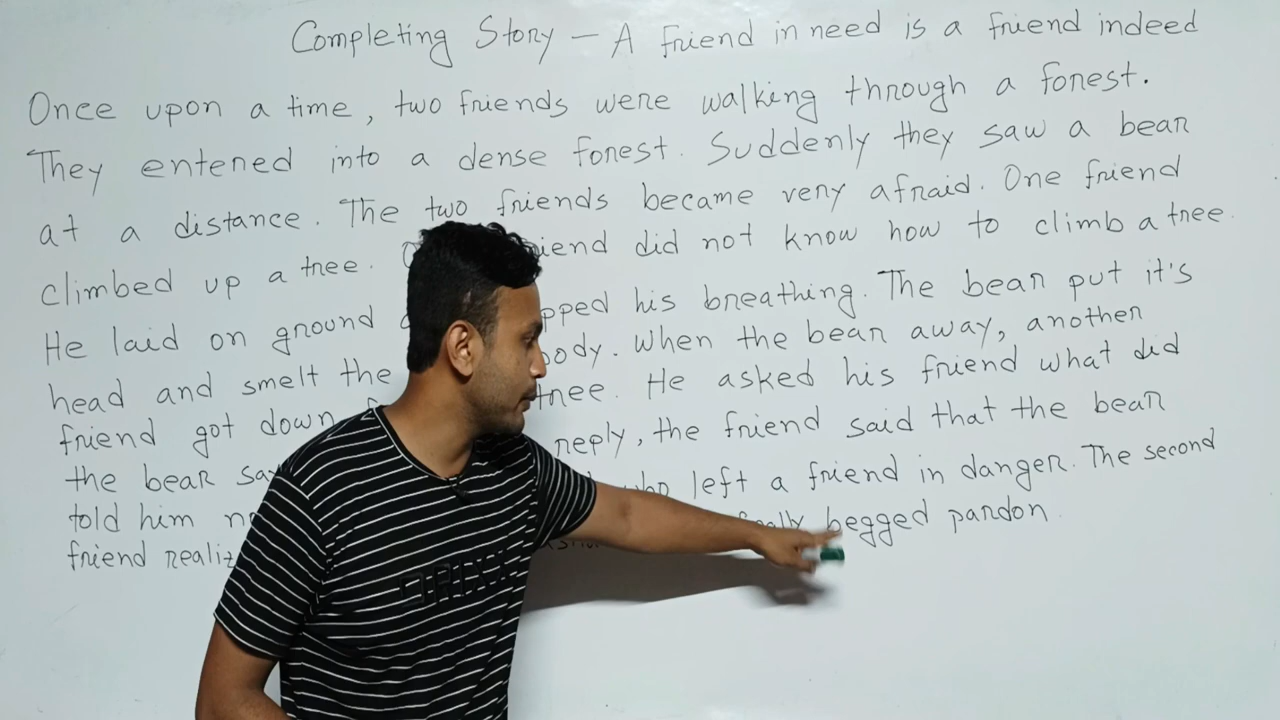 Completing Story - A friend in need is a friend indeed
Once upon a time, two friends were walking through a forest.
They entered into a dense forest. Suddenly they saw a bear
at a distance. The two friends became very afraid. One friend
climbed up a tree. did not know how to climb a tree.
He laid on ground his breathing. The bear put it's
head and smelt the body. When the bear away, another
friend got down tree. He asked his friend what did
the bear reply, the friend said that the bear
told him who left a friend in danger. The second
friend finally begged pardon.